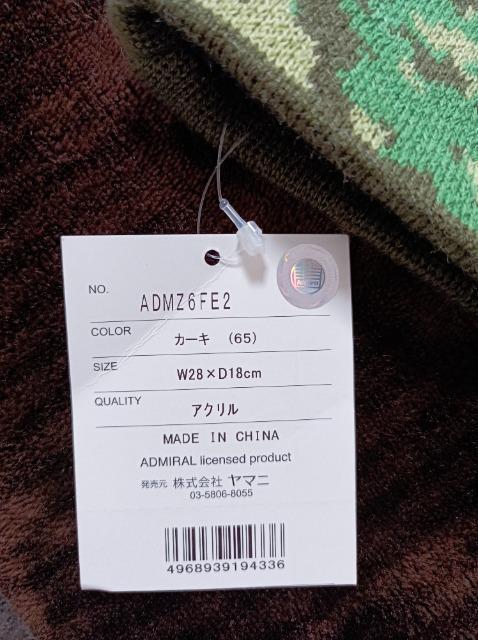 NO. ADMZ6FE2
COLOR カーキ (65)
SIZE W28×D18cm
QUALITY アクリル
MADE IN CHINA
ADMIRAL licensed product
発売元 株式会社 ヤマニ
03-5806-8055
4968939194336